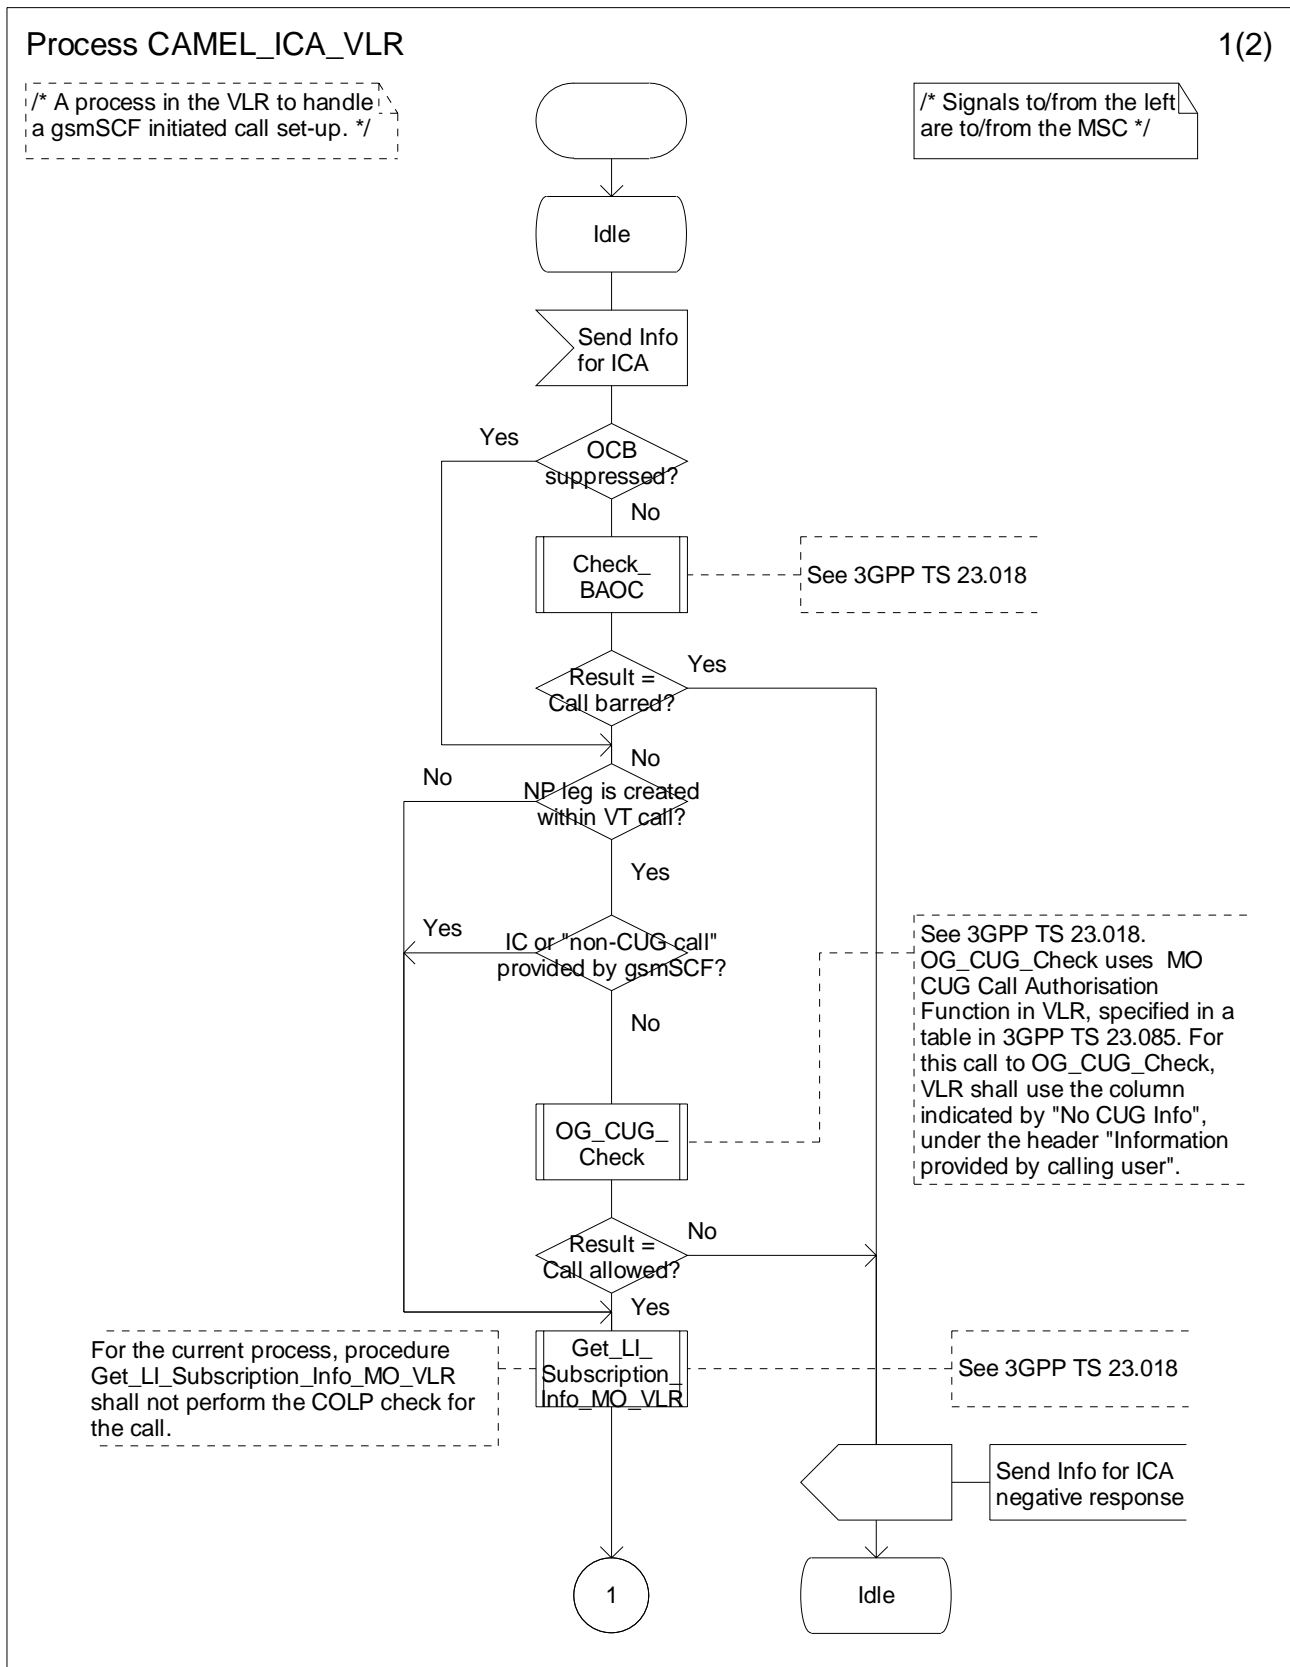 Process CAMEL_ICA_VLR
1(2)
/* A process in the VLR to handle
a gsmSCF initiated call set-up. */
/* Signals to/from the left
are to/from the MSC */
Idle
Send Info
for ICA
Yes
OCB
suppressed?
No
Check_
BAOC
See 3GPP TS 23.018
Result =
Call barred?
Yes
No
No
NP leg is created
within VT call?
Yes
Yes
IC or "non-CUG call"
provided by gsmSCF?
No
See 3GPP TS 23.018.
OG_CUG_Check uses MO
CUG Call Authorisation
Function in VLR, specified in a
table in 3GPP TS 23.085. For
this call to OG_CUG_Check,
VLR shall use the column
indicated by "No CUG Info",
under the header "Information
provided by calling user".
OG_CUG_
Check
Result =
Call allowed?
No
Yes
For the current process, procedure
Get_LI_Subscription_Info_MO_VLR
shall not perform the COLP check for
the call.
Get_LI_
Subscription_
Info_MO_VLR
See 3GPP TS 23.018
Send Info for ICA
negative response
1
Idle